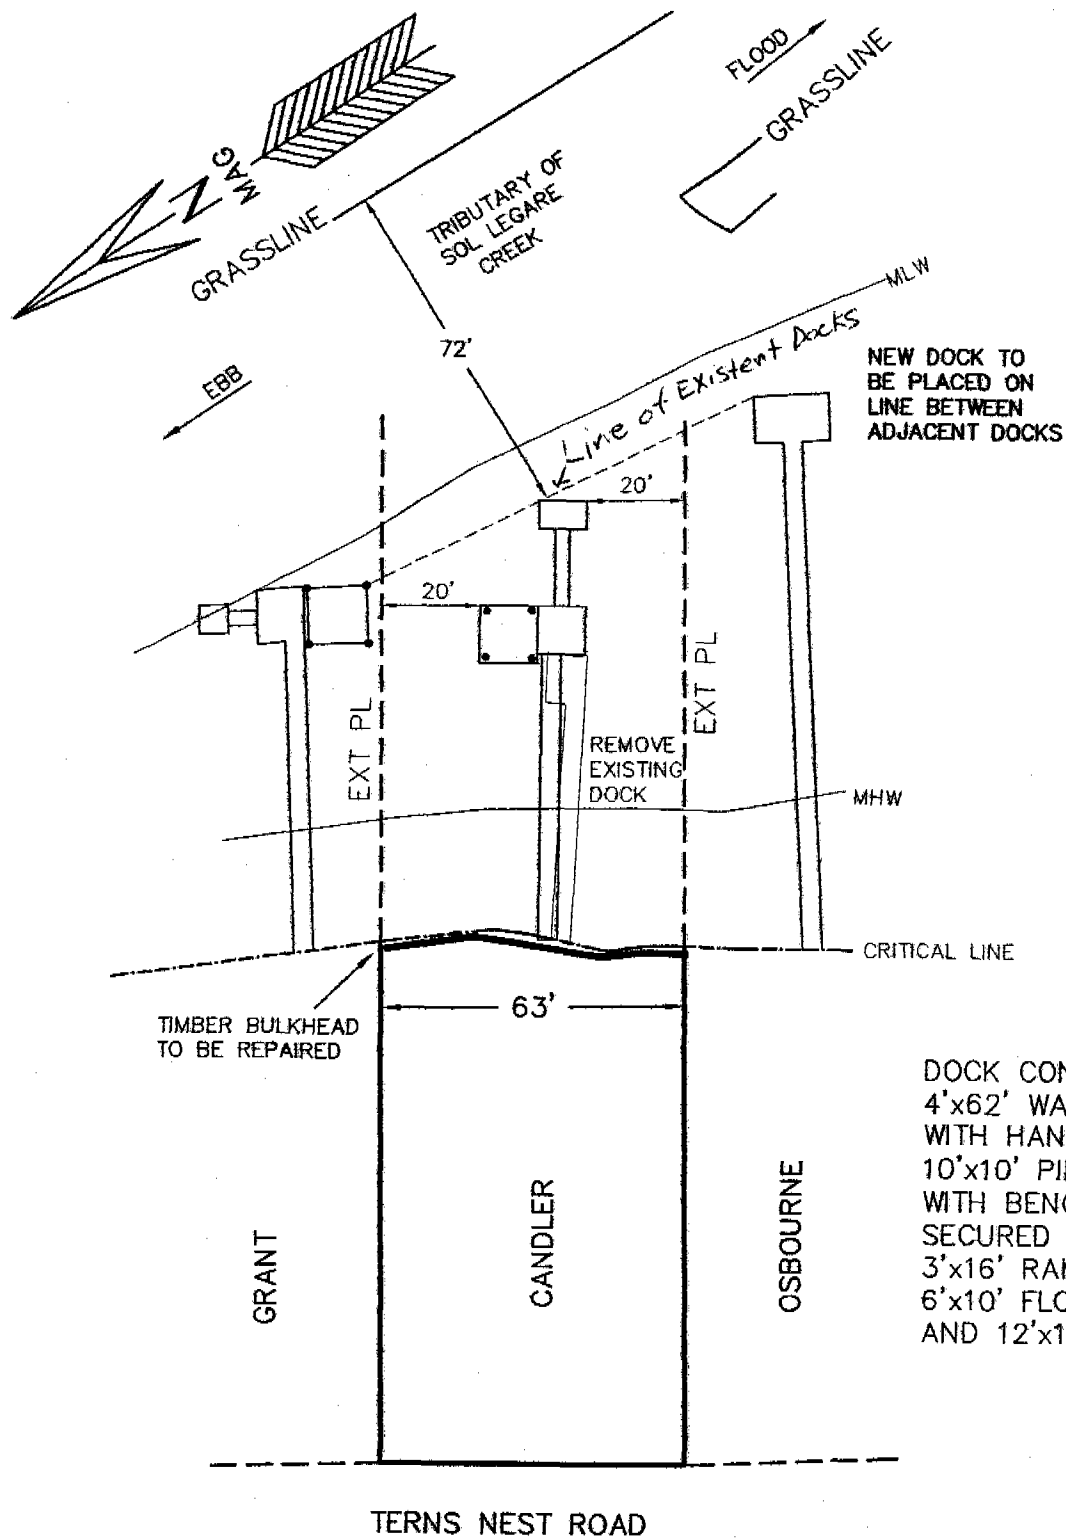 FLOOD
GRASSLINE
N
MAG
GRASSLINE
TRIBUTARY OF
SOL LEGARE
CREEK
MLW
72'
Line of Existent Docks
NEW DOCK TO
BE PLACED ON
LINE BETWEEN
ADJACENT DOCKS
EBB
20'
20'
EXT PL
EXT PL
REMOVE
EXISTING
DOCK
MHW
CRITICAL LINE
63'
TIMBER BULKHEAD
TO BE REPAIRED
DOCK CON
4'x62' WA
WITH HAN
10'x10' PI
WITH BEN
SECURED
3'x16' RA
6'x10' FLO
AND 12'x1
GRANT
CANDLER
OSBOURNE
TERNS NEST ROAD